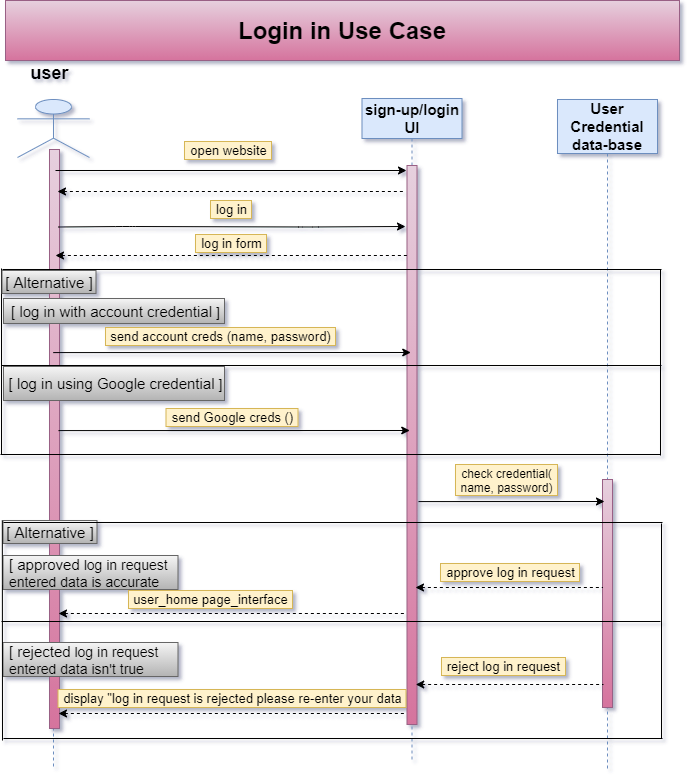 Login in Use Case
user
sign-up/login
UI
User
Credential
data-base
open website
log in
log in form
[ Alternative ]
[ log in with account credential ]
send account creds (name, password)
[ log in using Google credential ]
send Google creds ()
check credential(
name, password)
[ Alternative ]
[ approved log in request
entered data is accurate
approve log in request
user_home page_interface
[ rejected log in request
entered data isn't true
reject log in request
display "log in request is rejected please re-enter your data